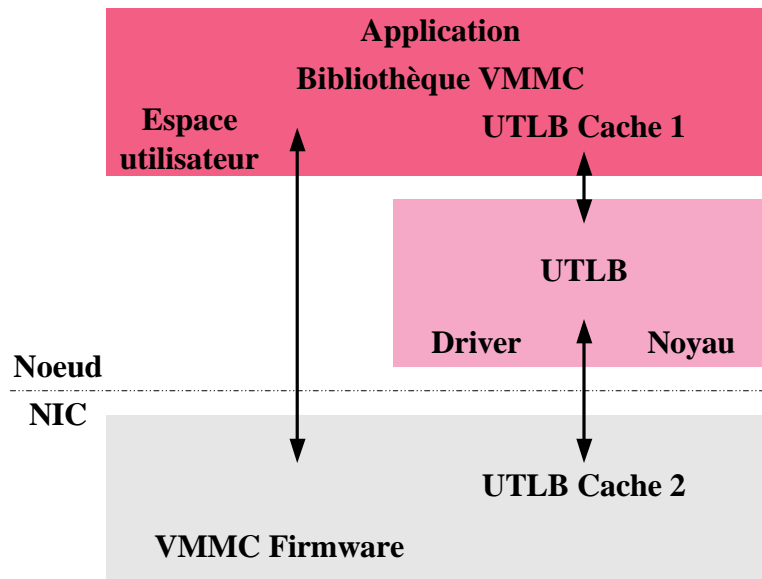 Application
Bibliothèque VMMC
Espace
utilisateur
UTLB Cache 1
UTLB
Driver
Noyau
Noeud
NIC
UTLB Cache 2
VMMC Firmware